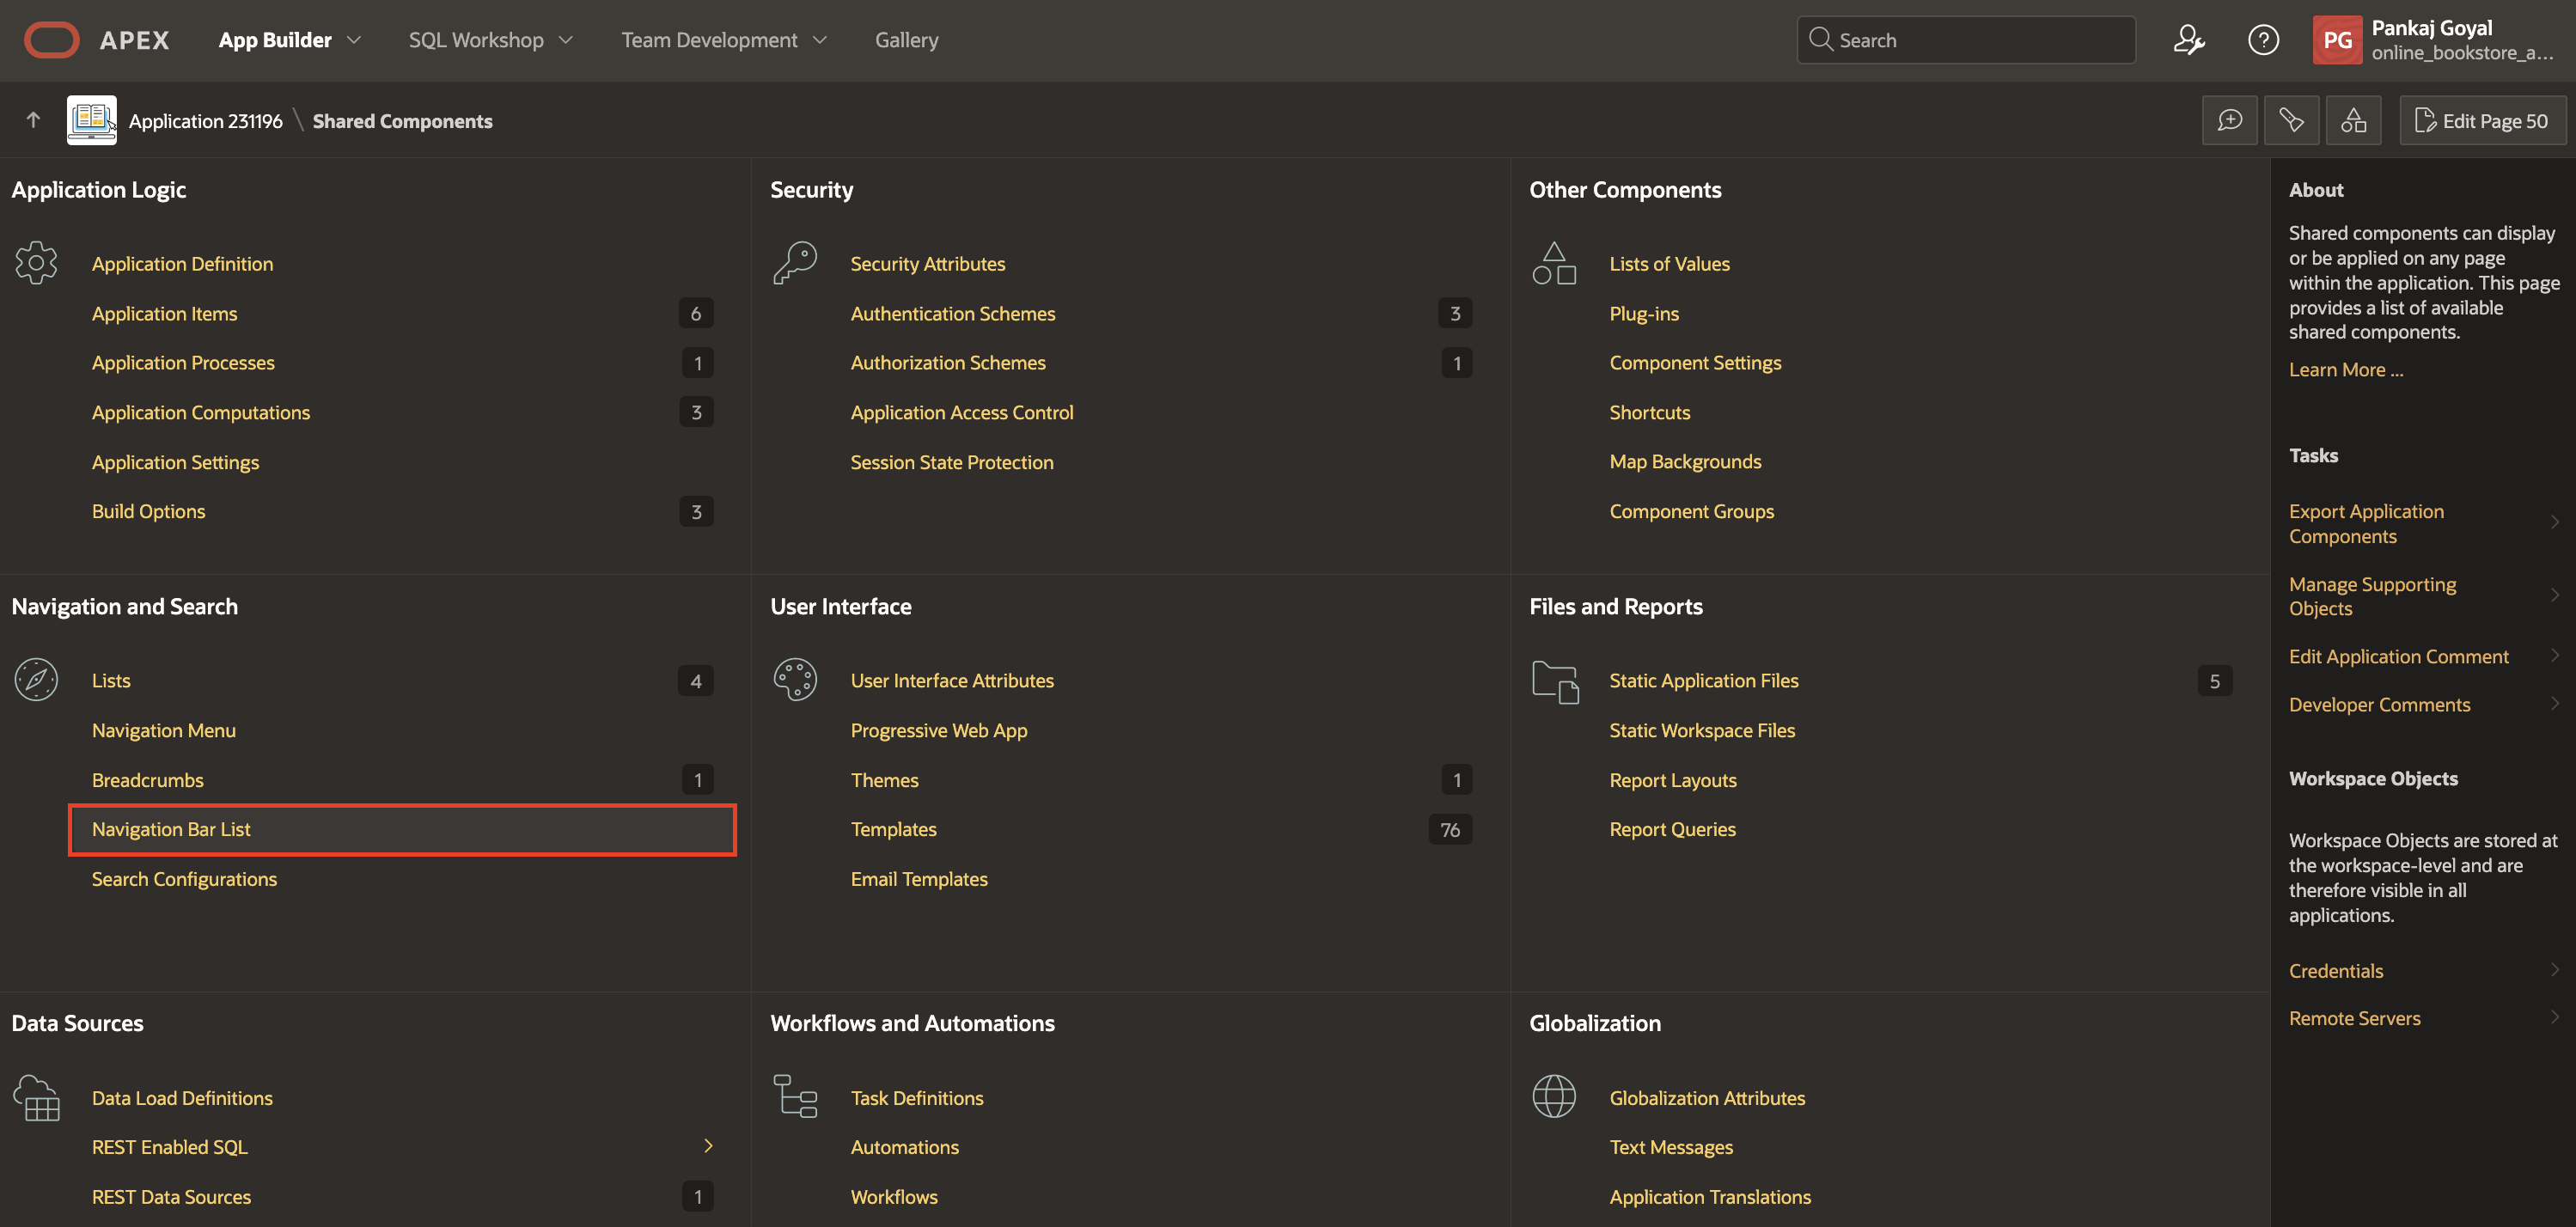 APEX
App Builder
SQL Workshop
Team Development
Gallery
Search
PG
Pankaj Goyal
online_bookstore_a...
Application 231196 \ Shared Components
Edit Page 50
Application Logic
Application Definition
Application Items 6
Application Processes 1
Application Computations 3
Application Settings
Build Options 3
Security
Security Attributes
Authentication Schemes 3
Authorization Schemes 1
Application Access Control
Session State Protection
Other Components
Lists of Values
Plug-ins
Component Settings
Shortcuts
Map Backgrounds
Component Groups
Navigation and Search
Lists 4
Navigation Menu
Breadcrumbs 1
Navigation Bar List
Search Configurations
User Interface
User Interface Attributes
Progressive Web App
Themes 1
Templates 76
Email Templates
Files and Reports
Static Application Files 5
Static Workspace Files
Report Layouts
Report Queries
Data Sources
Data Load Definitions
REST Enabled SQL
REST Data Sources 1
Workflows and Automations
Task Definitions
Automations
Workflows
Globalization
Globalization Attributes
Text Messages
Application Translations
About
Shared components can display
or be applied on any page
within the application. This page
provides a list of available
shared components.
Learn More ...
Tasks
Export Application
Components
Manage Supporting
Objects
Edit Application Comment
Developer Comments
Workspace Objects
Workspace Objects are stored at
the workspace-level and are
therefore visible in all
applications.
Credentials
Remote Servers